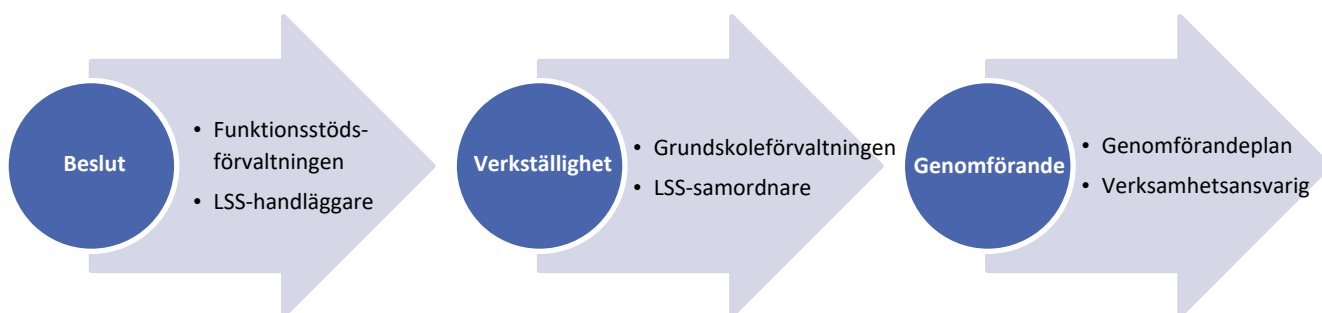 Beslut
• Funktionsstöds-
förvaltningen
• LSS-handläggare
Verkställighet
• Grundskoleförvaltningen
• LSS-samordnare
Genomförande
• Genomförandeplan
• Verksamhetsansvarig